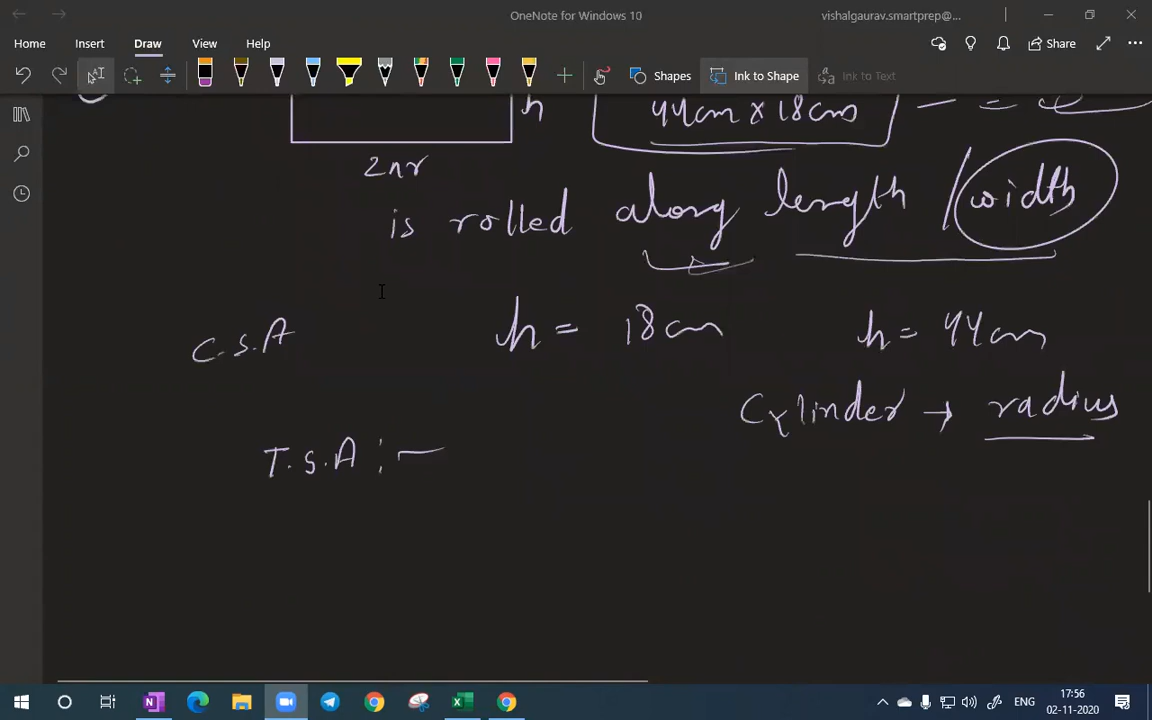 OneNote for Windows 10
vishalgaurav.smartprep@...
Home Insert Draw View Help
Share
Shapes Ink to Shape Ink to Text
h 44cm x 18cm
2πr
is rolled along length / width
C.S.A h = 18cm h = 44cm
Cylinder → radius
T.S.A :-
ENG 17:56
02-11-2020